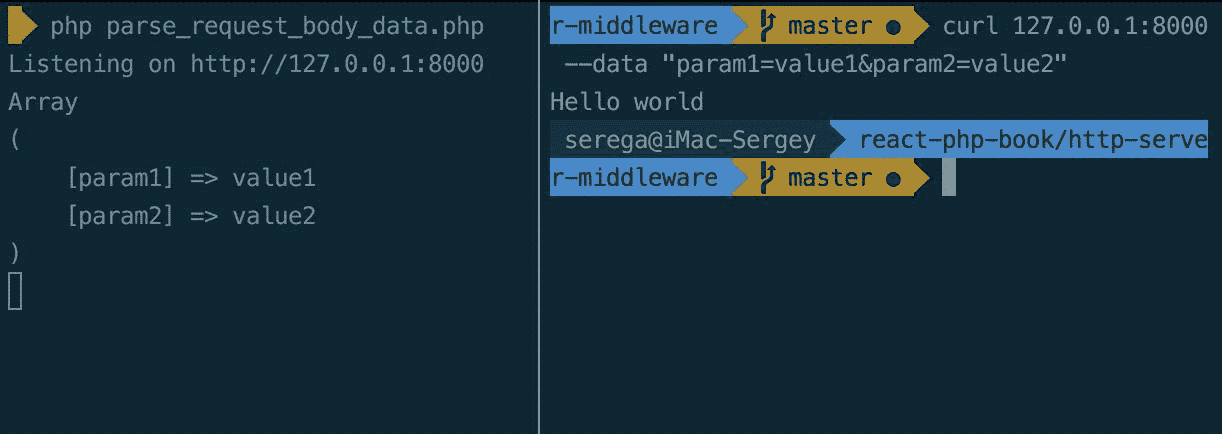 php parse_request_body_data.php
Listening on http://127.0.0.1:8000
Array
(
[param1] => value1
[param2] => value2
)
r-middleware master ● curl 127.0.0.1:8000
--data "param1=value1&param2=value2"
Hello world
serega@iMac-Sergey react-php-book/http-serve
r-middleware master ●